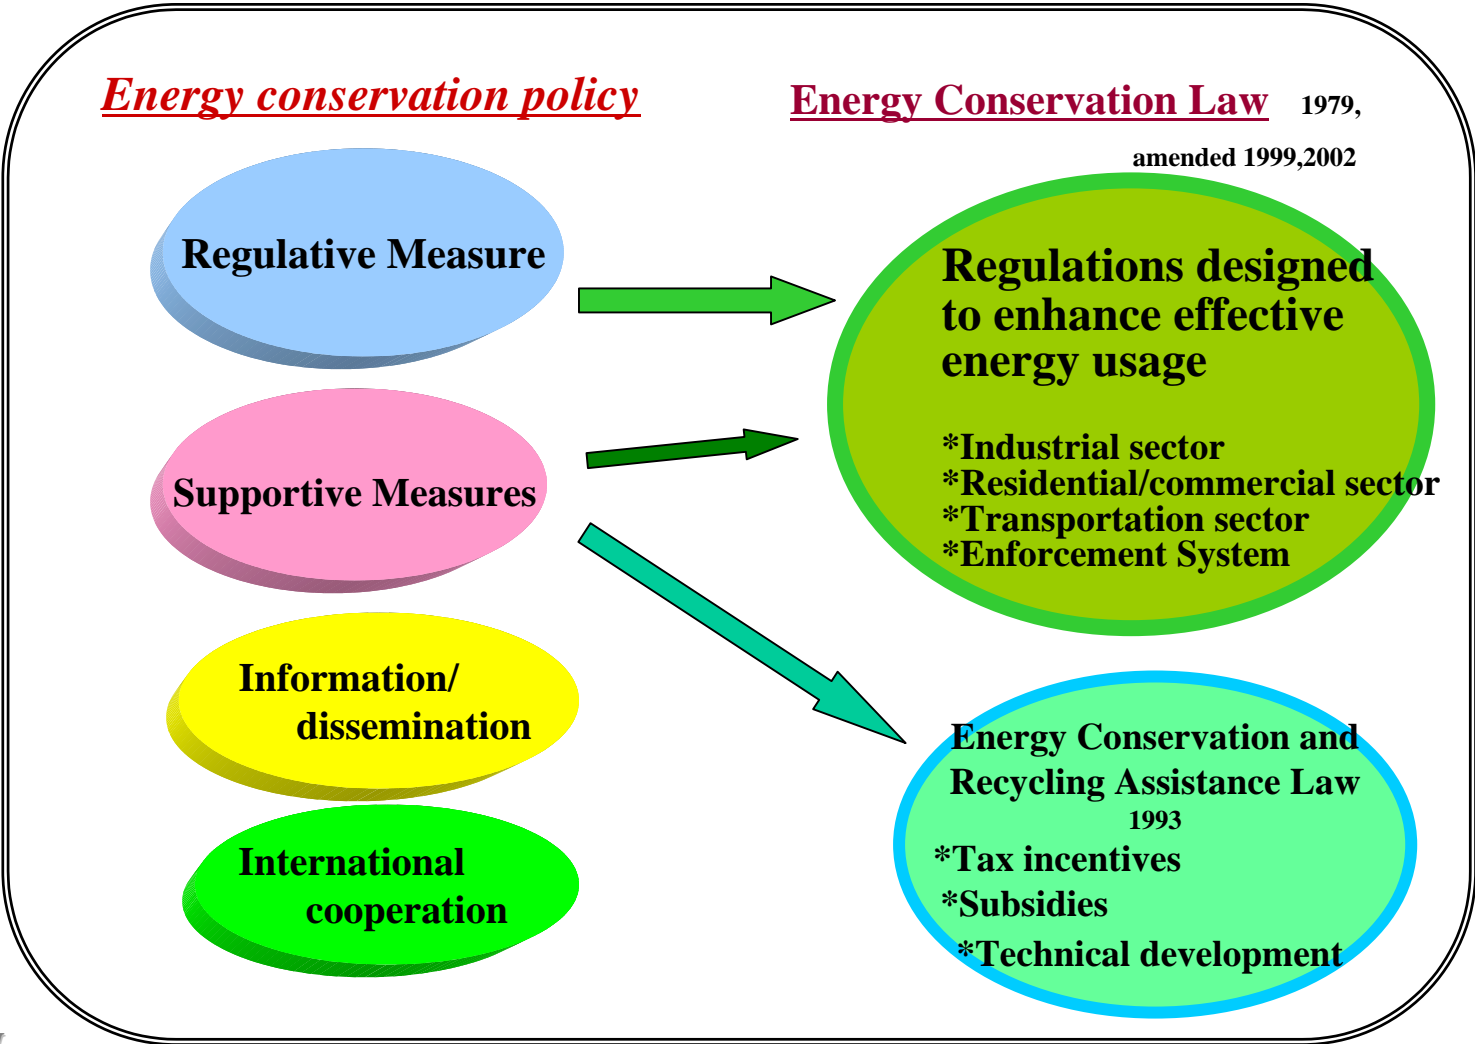 Energy conservation policy
Energy Conservation Law 1979,
amended 1999,2002
Regulative Measure
Supportive Measures
Information/
dissemination
International
cooperation
Regulations designed
to enhance effective
energy usage
*Industrial sector
*Residential/commercial sector
*Transportation sector
*Enforcement System
Energy Conservation and
Recycling Assistance Law
1993
*Tax incentives
*Subsidies
*Technical development